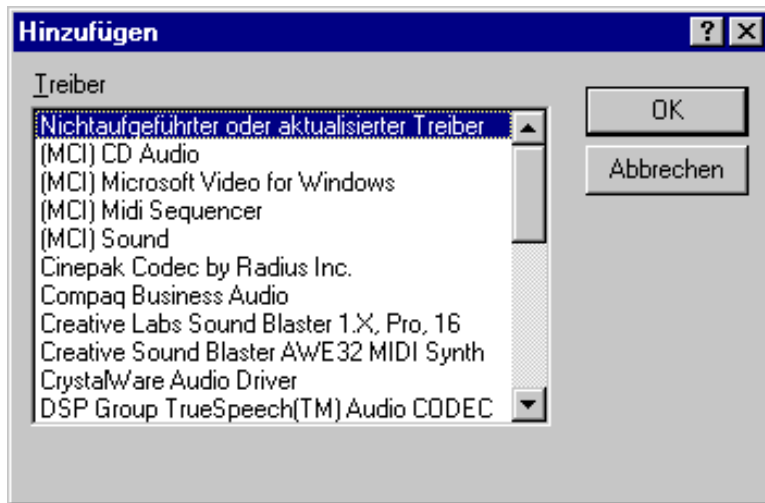 Hinzufügen
Treiber
Nichtaufgeführter oder aktualisierter Treiber
(MCI) CD Audio
(MCI) Microsoft Video for Windows
(MCI) Midi Sequencer
(MCI) Sound
Cinepak Codec by Radius Inc.
Compaq Business Audio
Creative Labs Sound Blaster 1.X, Pro, 16
Creative Sound Blaster AWE32 MIDI Synth
CrystalWare Audio Driver
DSP Group TrueSpeech(TM) Audio CODEC
OK
Abbrechen